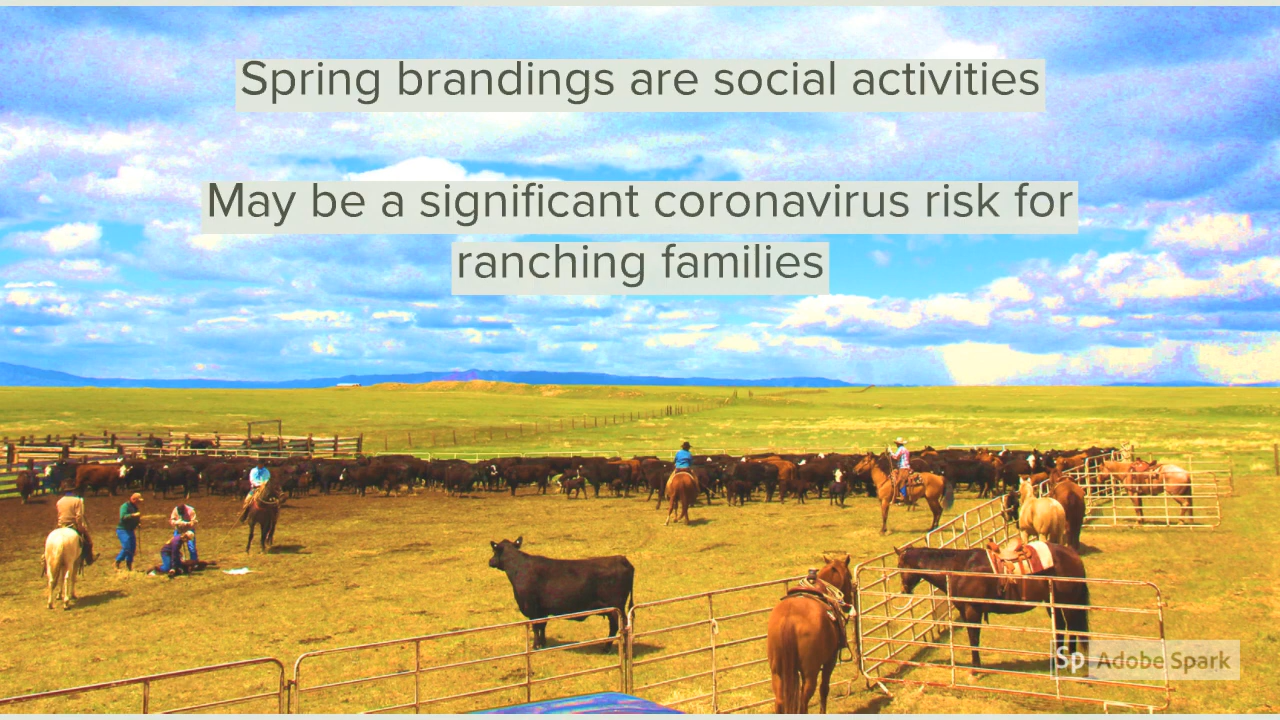 Spring brandings are social activities
May be a significant coronavirus risk for
ranching families
Sp Adobe Spark